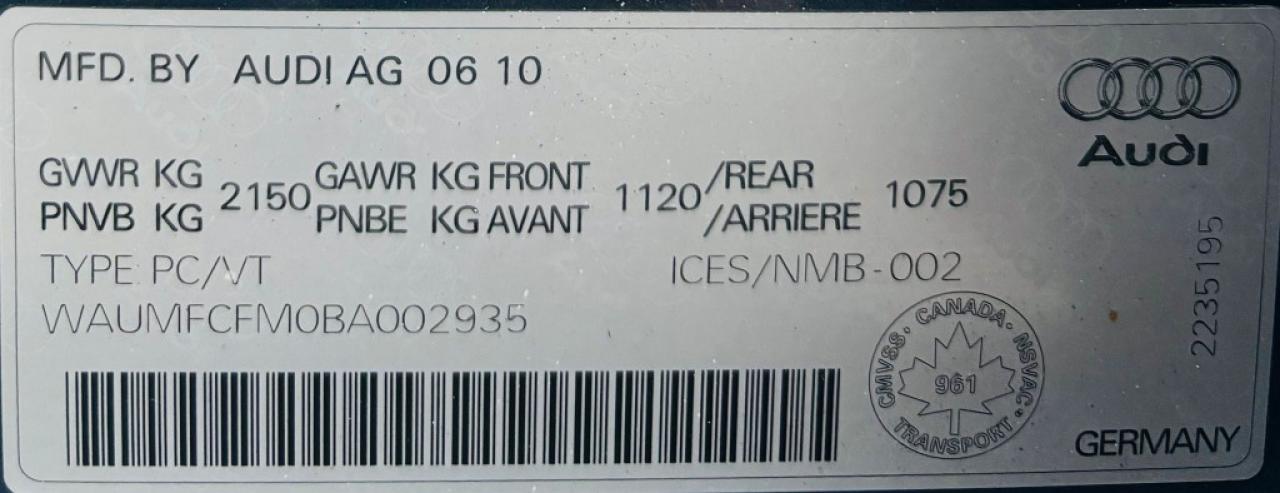 MFD. BY AUDI AG 06 10
Audi
GVWR KG 2150 GAWR KG FRONT 1120 /REAR 1075
PNVB KG PNBE KG AVANT /ARRIERE
TYPE: PC/VT ICES/NMB-002
WAUMFCFM0BA002935
2235195
CANADA · NSVAC · TRANSPORT · CMVSS ·
961
GERMANY